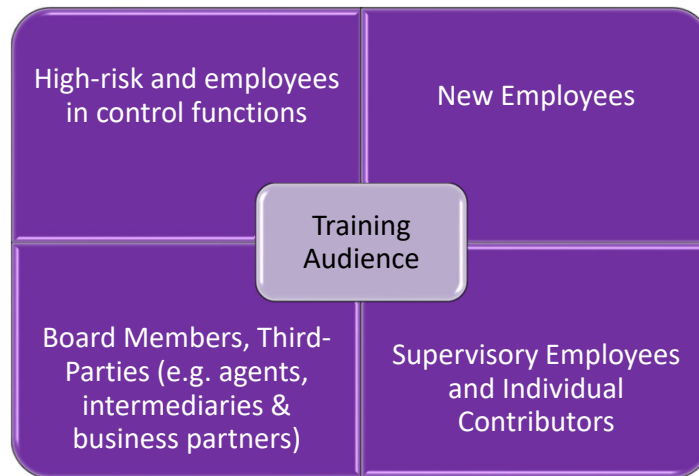 High-risk and employees
in control functions
New Employees
Training
Audience
Board Members, Third-
Parties (e.g. agents,
intermediaries &
business partners)
Supervisory Employees
and Individual
Contributors